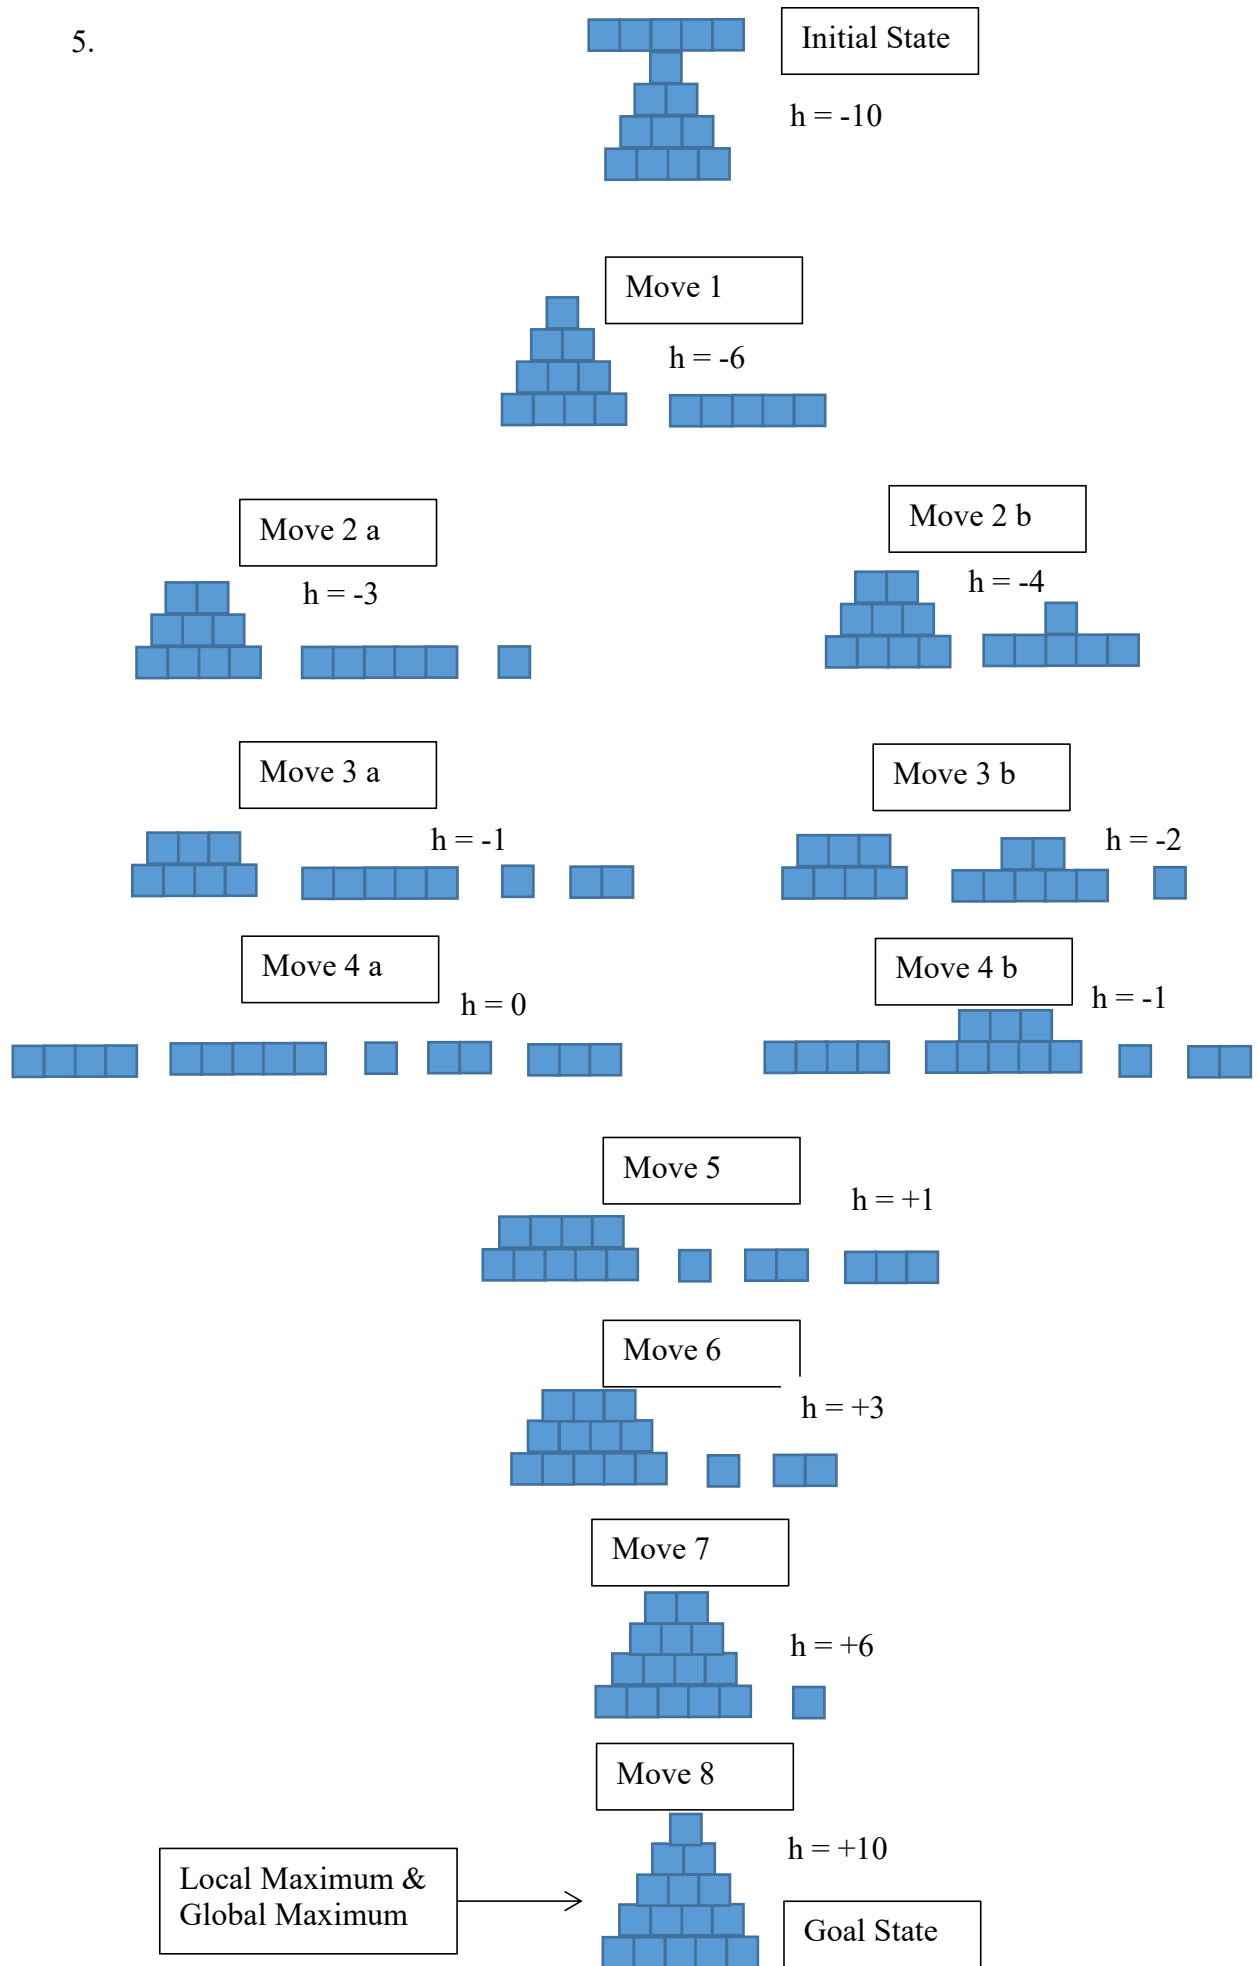 5.
Initial State
h = -10
Move 1
h = -6
Move 2 a
h = -3
Move 2 b
h = -4
Move 3 a
h = -1
Move 3 b
h = -2
Move 4 a
h = 0
Move 4 b
h = -1
Move 5
h = +1
Move 6
h = +3
Move 7
h = +6
Move 8
h = +10
Local Maximum &
Global Maximum
Goal State